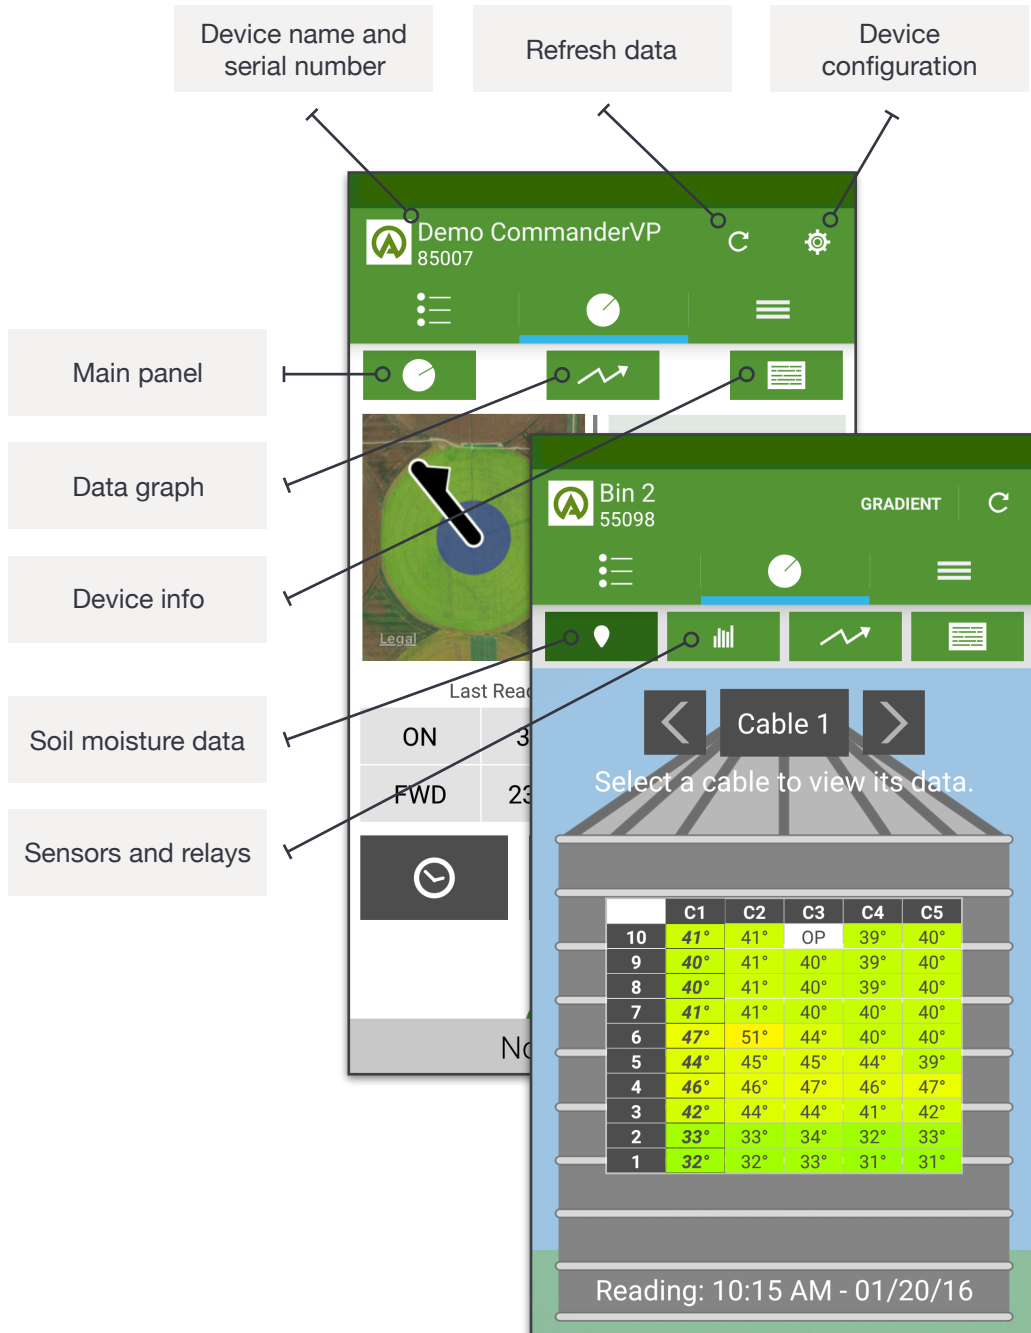 Device name and
serial number
Refresh data
Device
configuration
Demo CommanderVP
85007
Main panel
Data graph
Device info
Soil moisture data
Sensors and relays
Legal
Last Read
ON 3
FWD 23
No
Bin 2
55098
GRADIENT
Cable 1
Select a cable to view its data.
C1 C2 C3 C4 C5
10 41° 41° OP 39° 40°
9 40° 41° 40° 39° 40°
8 40° 41° 40° 39° 40°
7 41° 41° 40° 40° 40°
6 47° 51° 44° 40° 40°
5 44° 45° 45° 44° 39°
4 46° 46° 47° 46° 47°
3 42° 44° 44° 41° 42°
2 33° 33° 34° 32° 33°
1 32° 32° 33° 31° 31°
Reading: 10:15 AM - 01/20/16